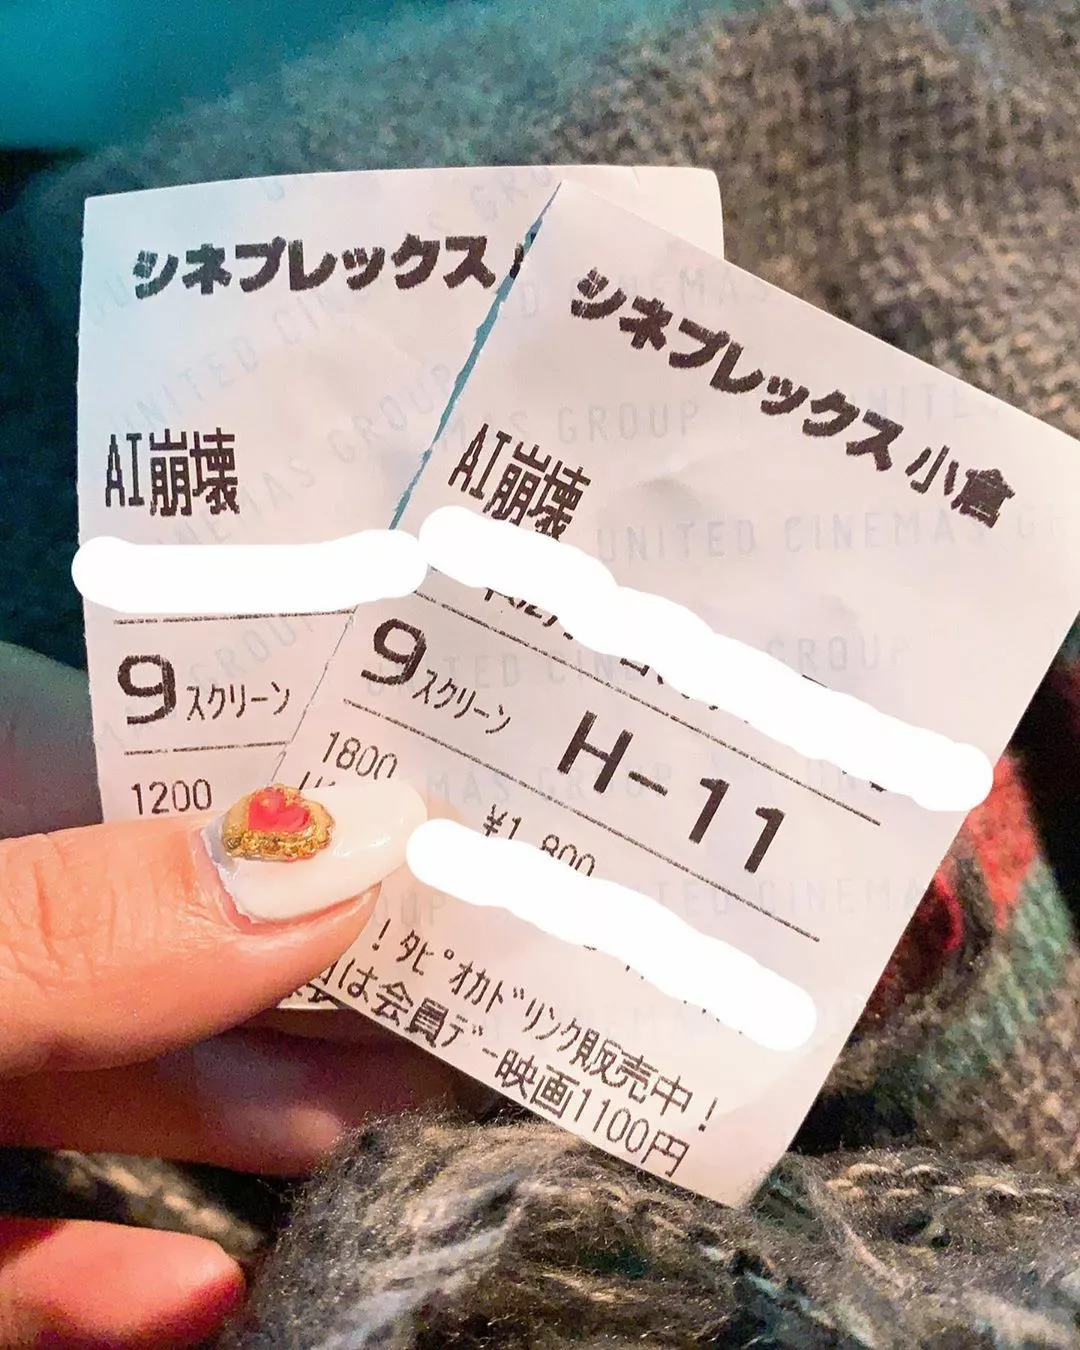 シネプレックス
AI崩壊
9スクリーン
1200
シネプレックス 小倉
AI崩壊
9スクリーン
H-11
1800
¥1,800
！タピオカドリンク販売中！
は会員デー映画1100円
UNITED CINEMAS GROUP